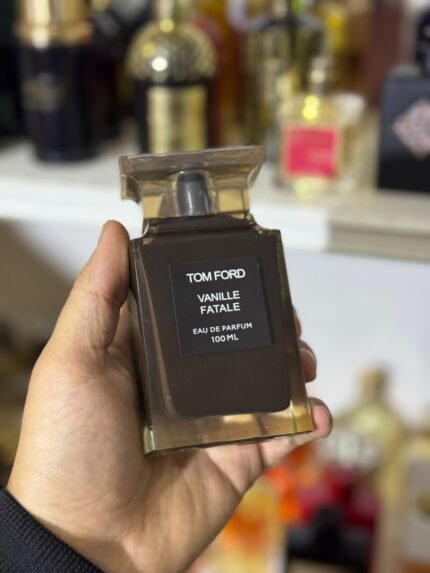 TOM FORD
VANILLE
FATALE
EAU DE PARFUM
100 ML